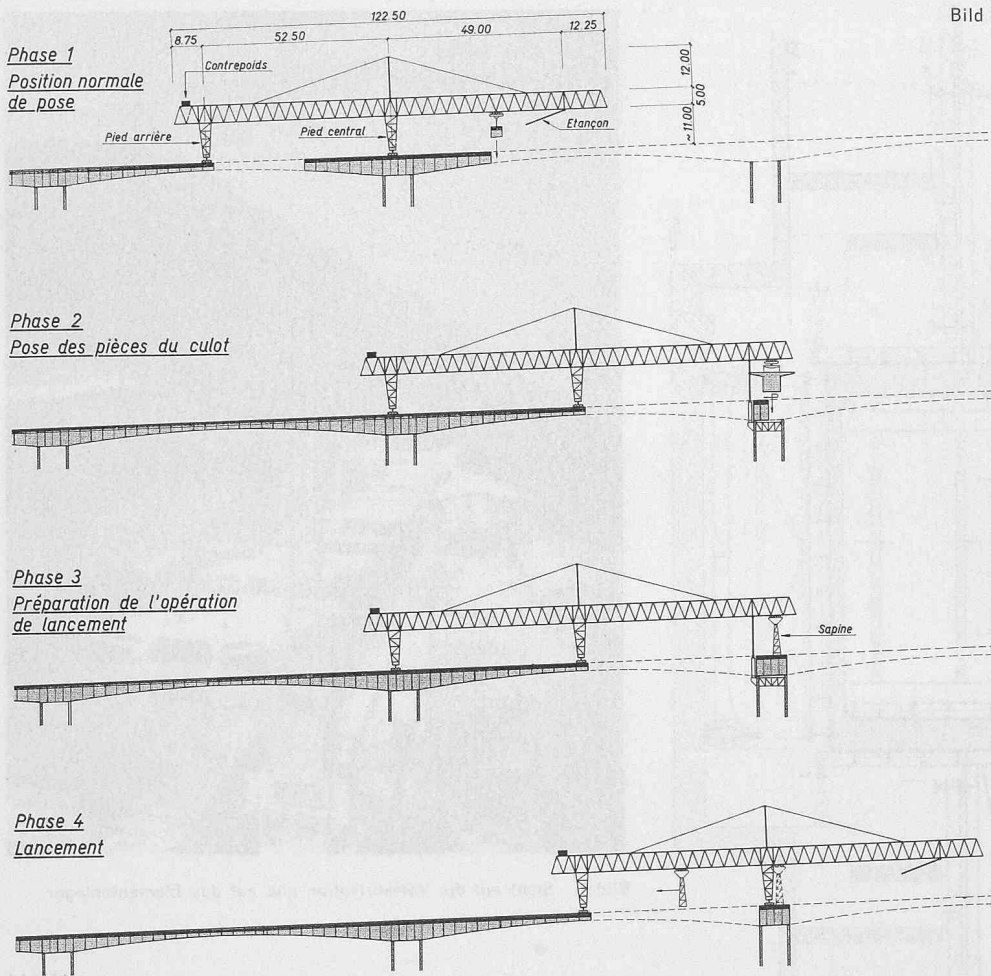 Bild
122.50
8.75
52.50
49.00
12.25
Phase 1
Position normale
de pose
Contrepoids
12.00
5.00
~ 11.00
Pied arrière
Pied central
Etançon
Phase 2
Pose des pièces du culot
Phase 3
Préparation de l'opération
de lancement
Sapine
Phase 4
Lancement